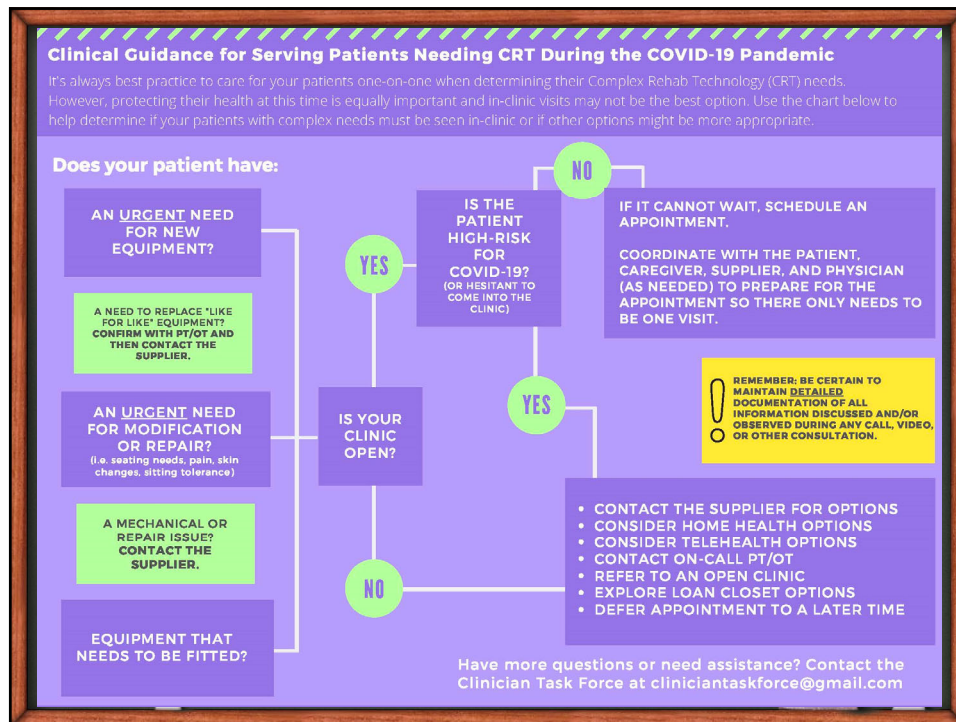 Clinical Guidance for Serving Patients Needing CRT During the COVID-19 Pandemic
It's always best practice to care for your patients one-on-one when determining their Complex Rehab Technology (CRT) needs.
However, protecting their health at this time is equally important and in-clinic visits may not be the best option. Use the chart below to
help determine if your patients with complex needs must be seen in-clinic or if other options might be more appropriate.
Does your patient have:
AN URGENT NEED
FOR NEW
EQUIPMENT?
A NEED TO REPLACE "LIKE
FOR LIKE" EQUIPMENT?
CONFIRM WITH PT/OT AND
THEN CONTACT THE
SUPPLIER.
AN URGENT NEED
FOR MODIFICATION
OR REPAIR?
(i.e. seating needs, pain, skin
changes, sitting tolerance)
A MECHANICAL OR
REPAIR ISSUE?
CONTACT THE
SUPPLIER.
EQUIPMENT THAT
NEEDS TO BE FITTED?
IS YOUR
CLINIC
OPEN?
YES
NO
IS THE
PATIENT
HIGH-RISK
FOR
COVID-19?
(OR HESITANT TO
COME INTO THE
CLINIC)
NO
YES
IF IT CANNOT WAIT, SCHEDULE AN
APPOINTMENT.
COORDINATE WITH THE PATIENT,
CAREGIVER, SUPPLIER, AND PHYSICIAN
(AS NEEDED) TO PREPARE FOR THE
APPOINTMENT SO THERE ONLY NEEDS TO
BE ONE VISIT.
REMEMBER: BE CERTAIN TO
MAINTAIN DETAILED
DOCUMENTATION OF ALL
INFORMATION DISCUSSED AND/OR
OBSERVED DURING ANY CALL, VIDEO,
OR OTHER CONSULTATION.
• CONTACT THE SUPPLIER FOR OPTIONS
• CONSIDER HOME HEALTH OPTIONS
• CONSIDER TELEHEALTH OPTIONS
• CONTACT ON-CALL PT/OT
• REFER TO AN OPEN CLINIC
• EXPLORE LOAN CLOSET OPTIONS
• DEFER APPOINTMENT TO A LATER TIME
Have more questions or need assistance? Contact the
Clinician Task Force at cliniciantaskforce@gmail.com